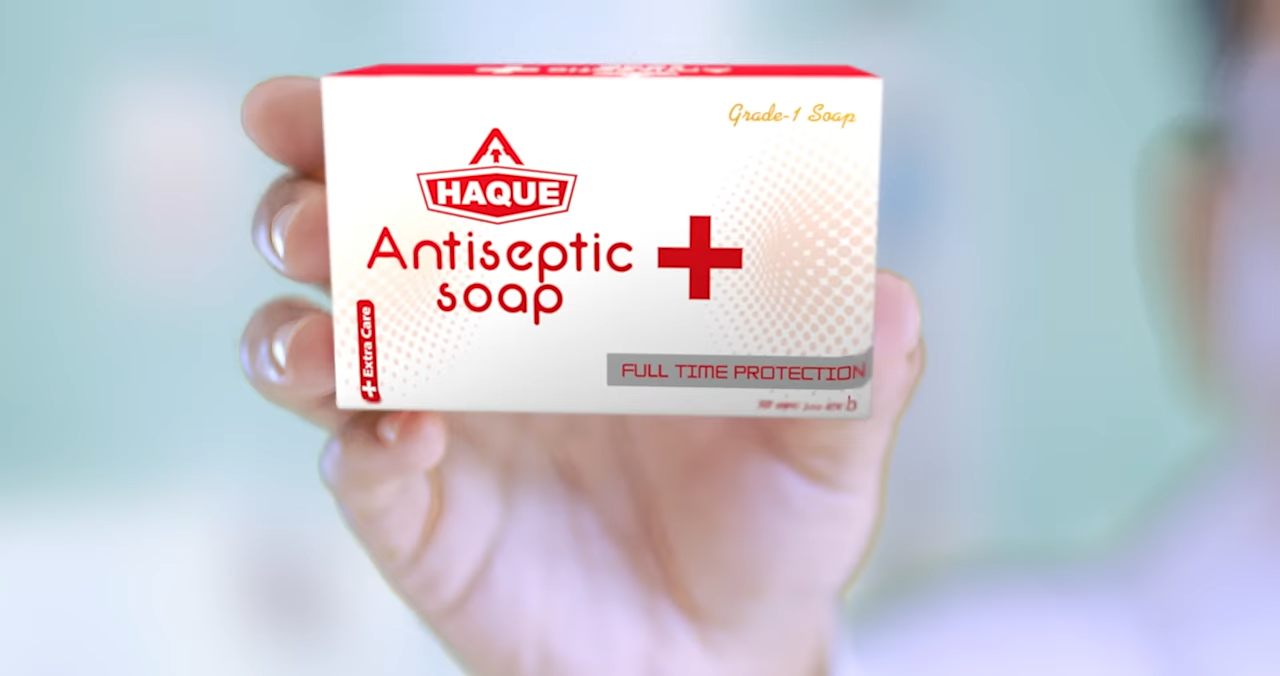 Grade-1 Soap
HAQUE
Antiseptic
soap
Extra Care
FULL TIME PROTECTION